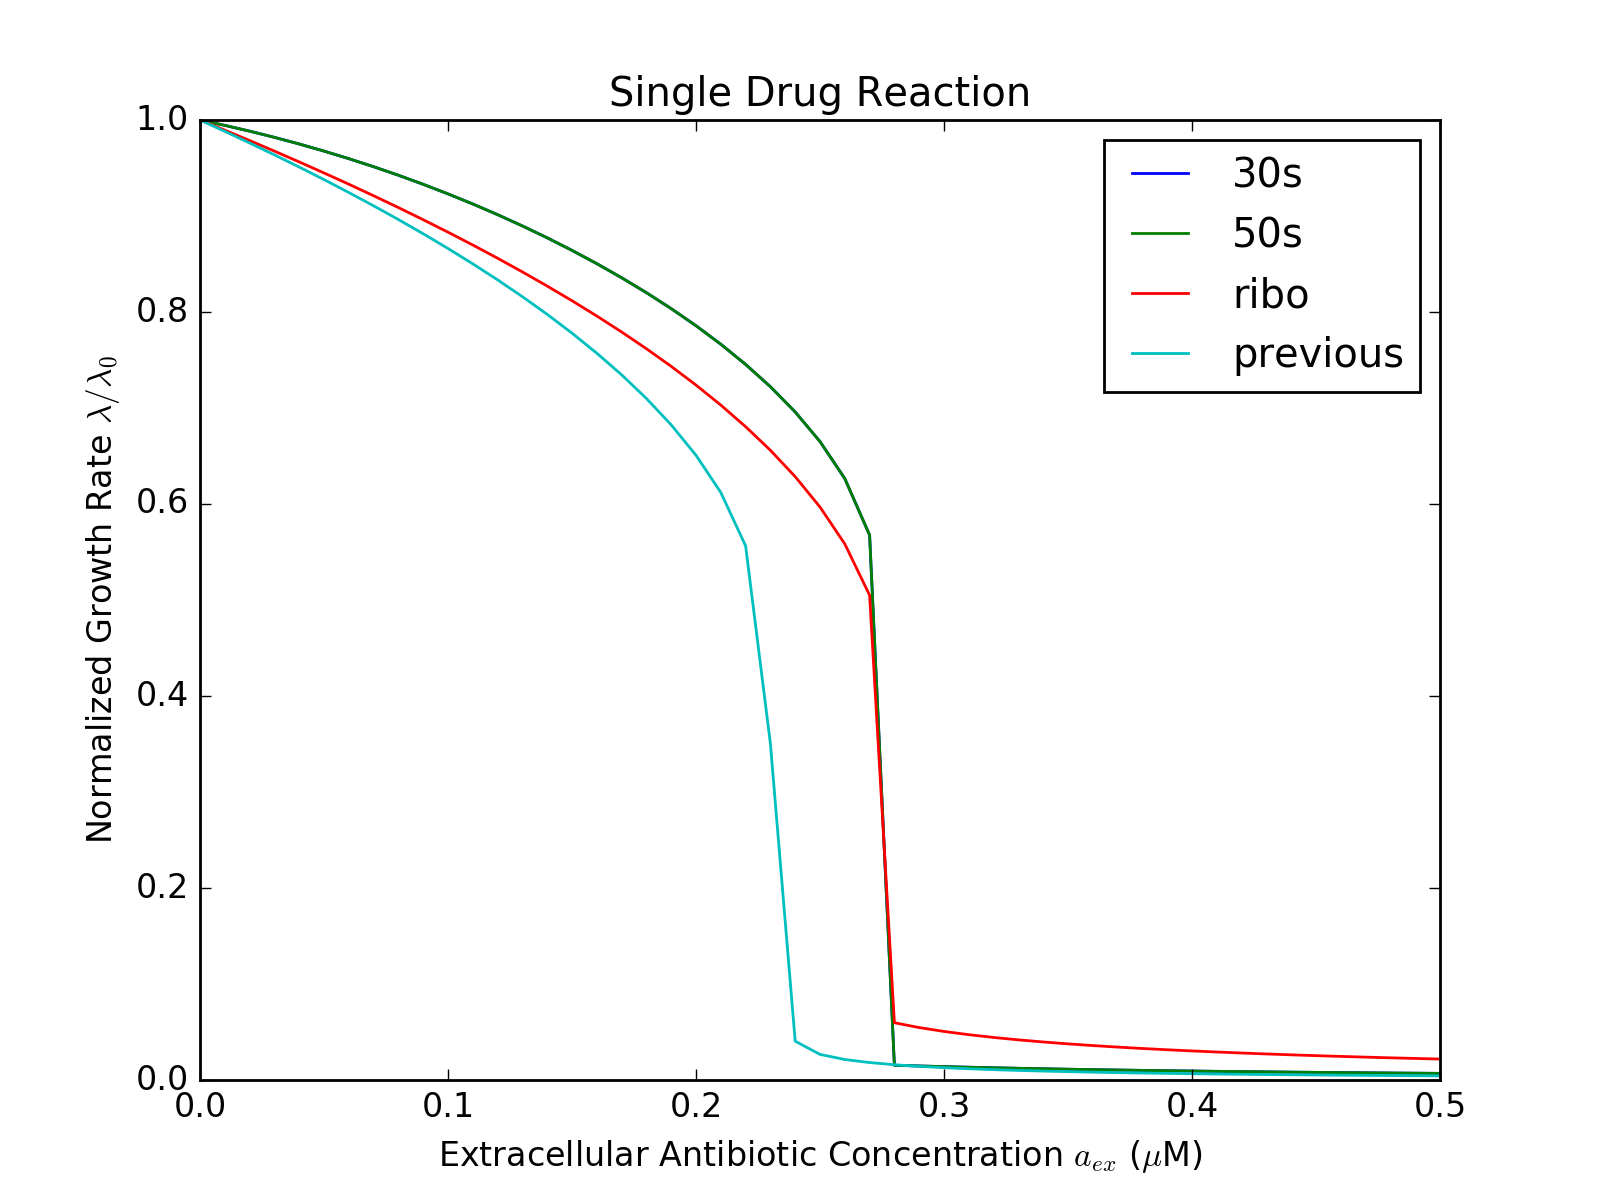 Single Drug Reaction
1.0
0.8
0.6
0.4
0.2
0.0
Normalized Growth Rate λ/λ₀
30s
50s
ribo
previous
0.0 0.1 0.2 0.3 0.4 0.5
Extracellular Antibiotic Concentration aₑₓ (μM)